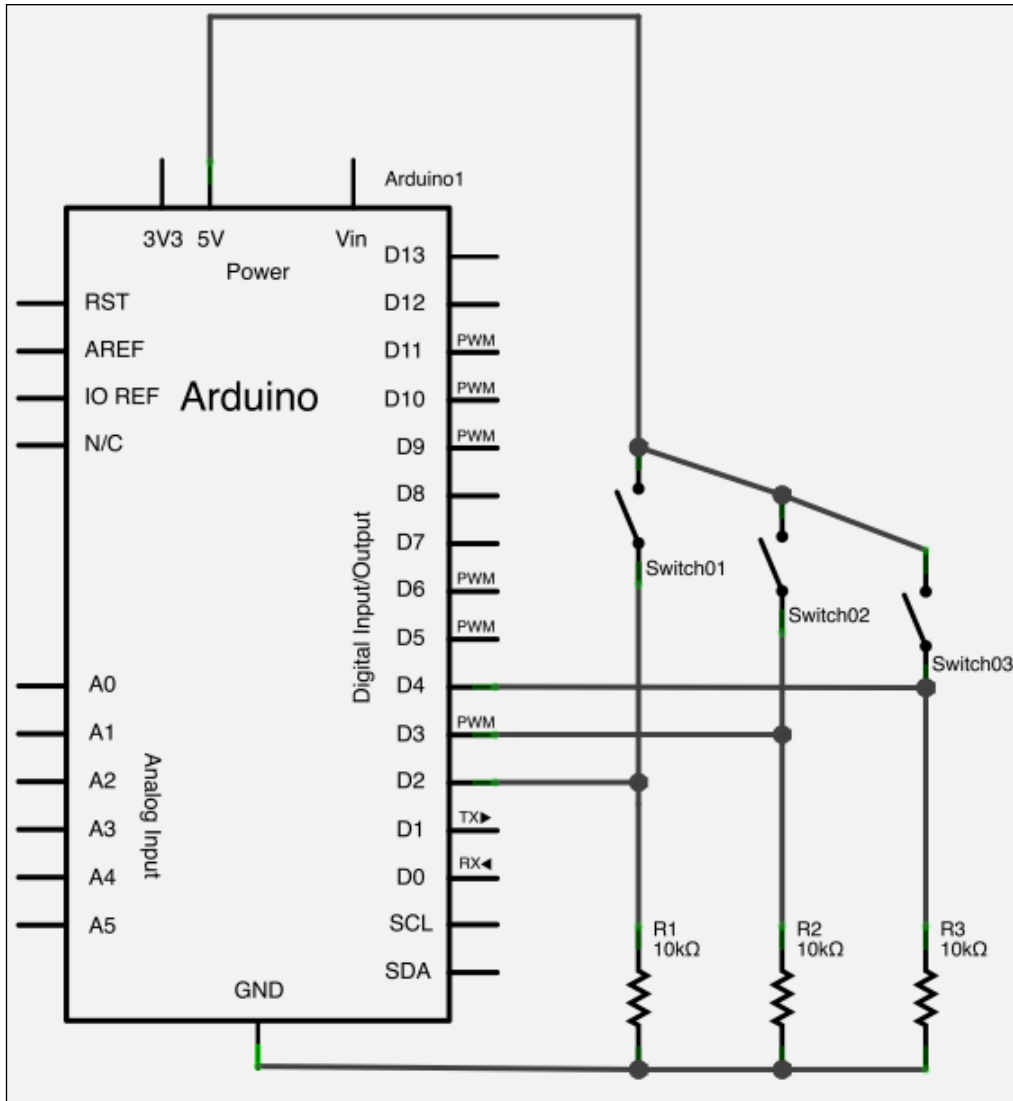 Arduino1
3V3
5V
Vin
Power
Arduino
RST
AREF
IO REF
N/C
A0
A1
A2
A3
A4
A5
Analog Input
D13
D12
D11
PWM
D10
PWM
D9
PWM
D8
D7
D6
PWM
D5
PWM
D4
D3
PWM
D2
D1
TX▶
D0
RX◀
SCL
SDA
Digital Input/Output
GND
Switch01
Switch02
Switch03
R1
10kΩ
R2
10kΩ
R3
10kΩ